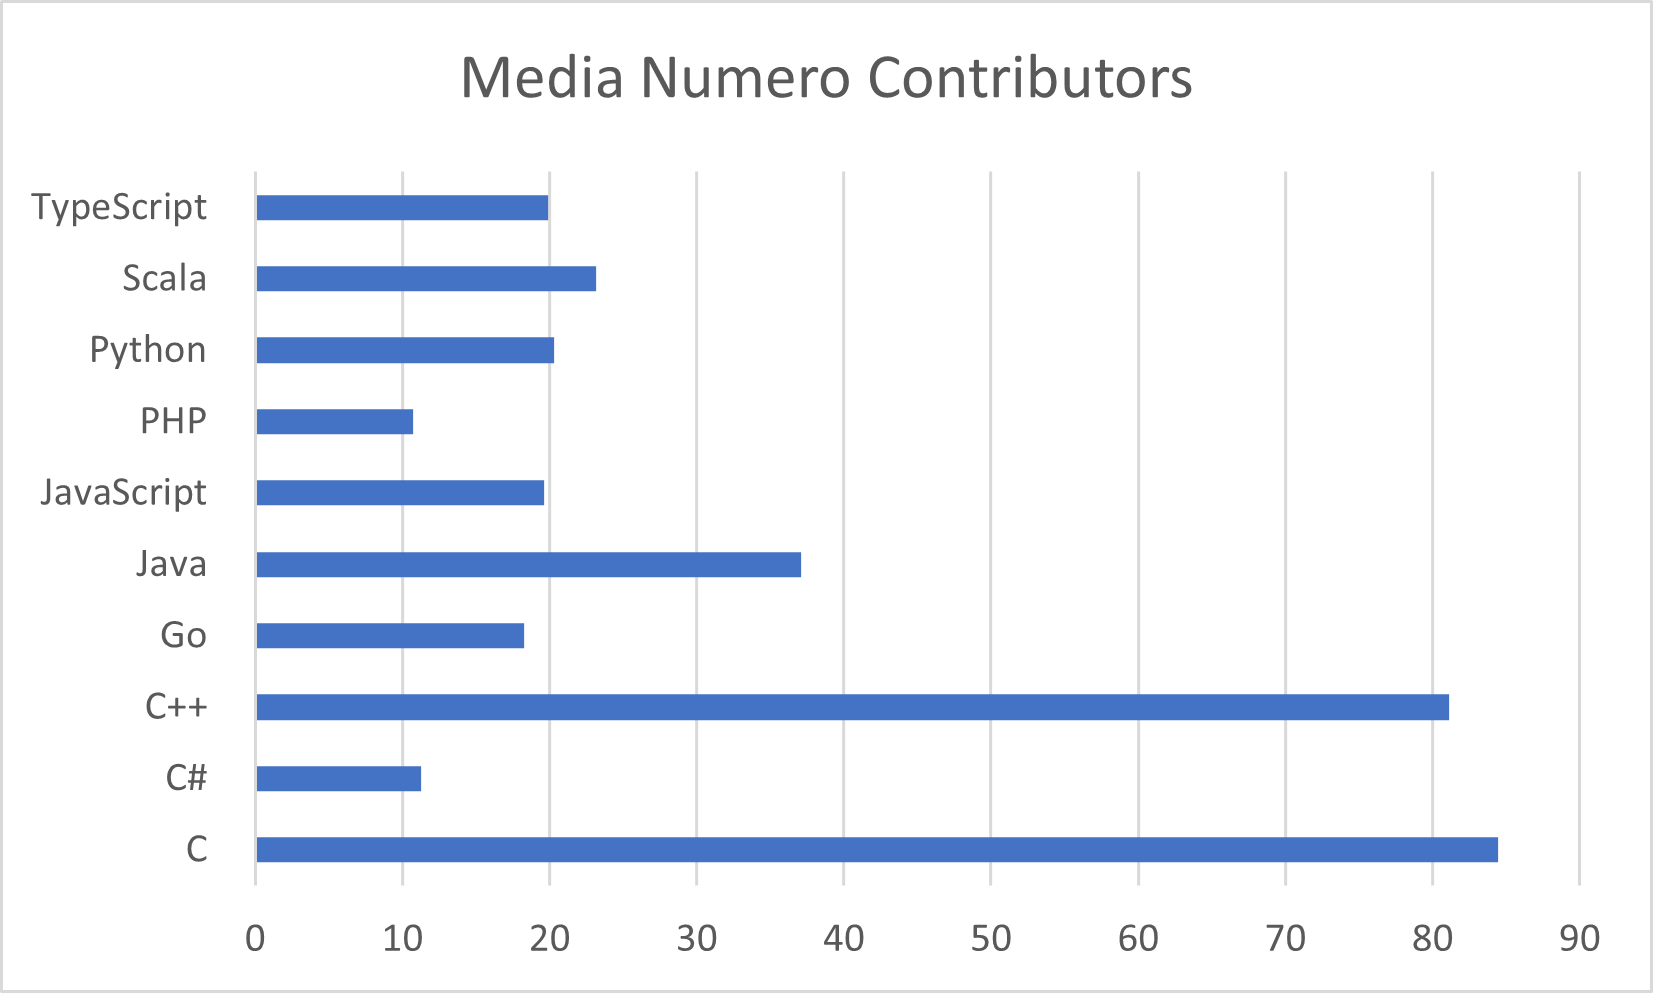 Media Numero Contributors
TypeScript
Scala
Python
PHP
JavaScript
Java
Go
C++
C#
C
0 10 20 30 40 50 60 70 80 90